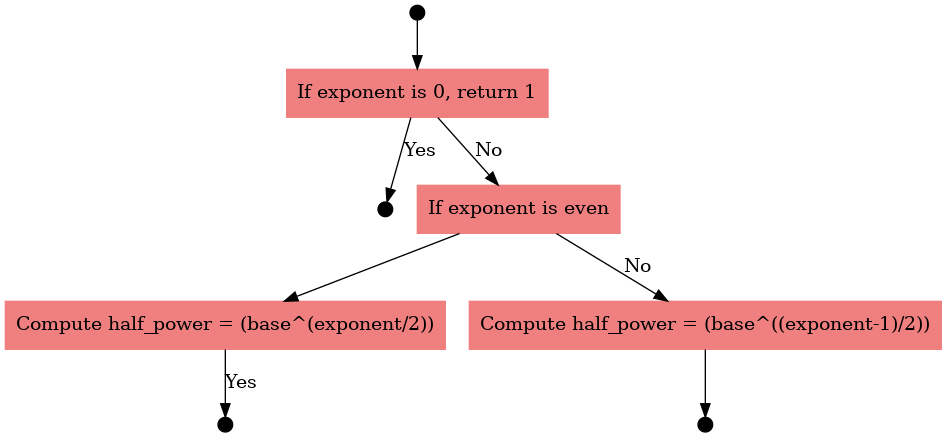 If exponent is 0, return 1
Yes
No
If exponent is even
No
Compute half_power = (base^(exponent/2))
Compute half_power = (base^((exponent-1)/2))
Yes